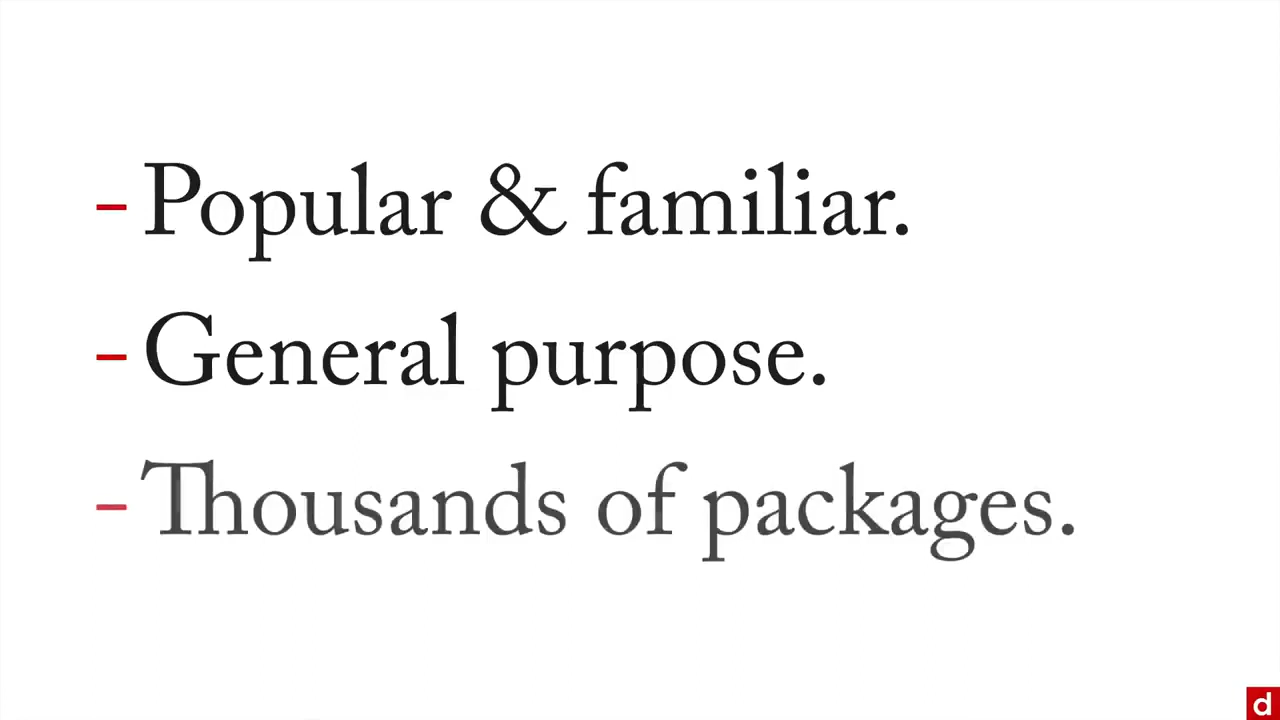 - Popular & familiar.
- General purpose.
- Thousands of packages.
d